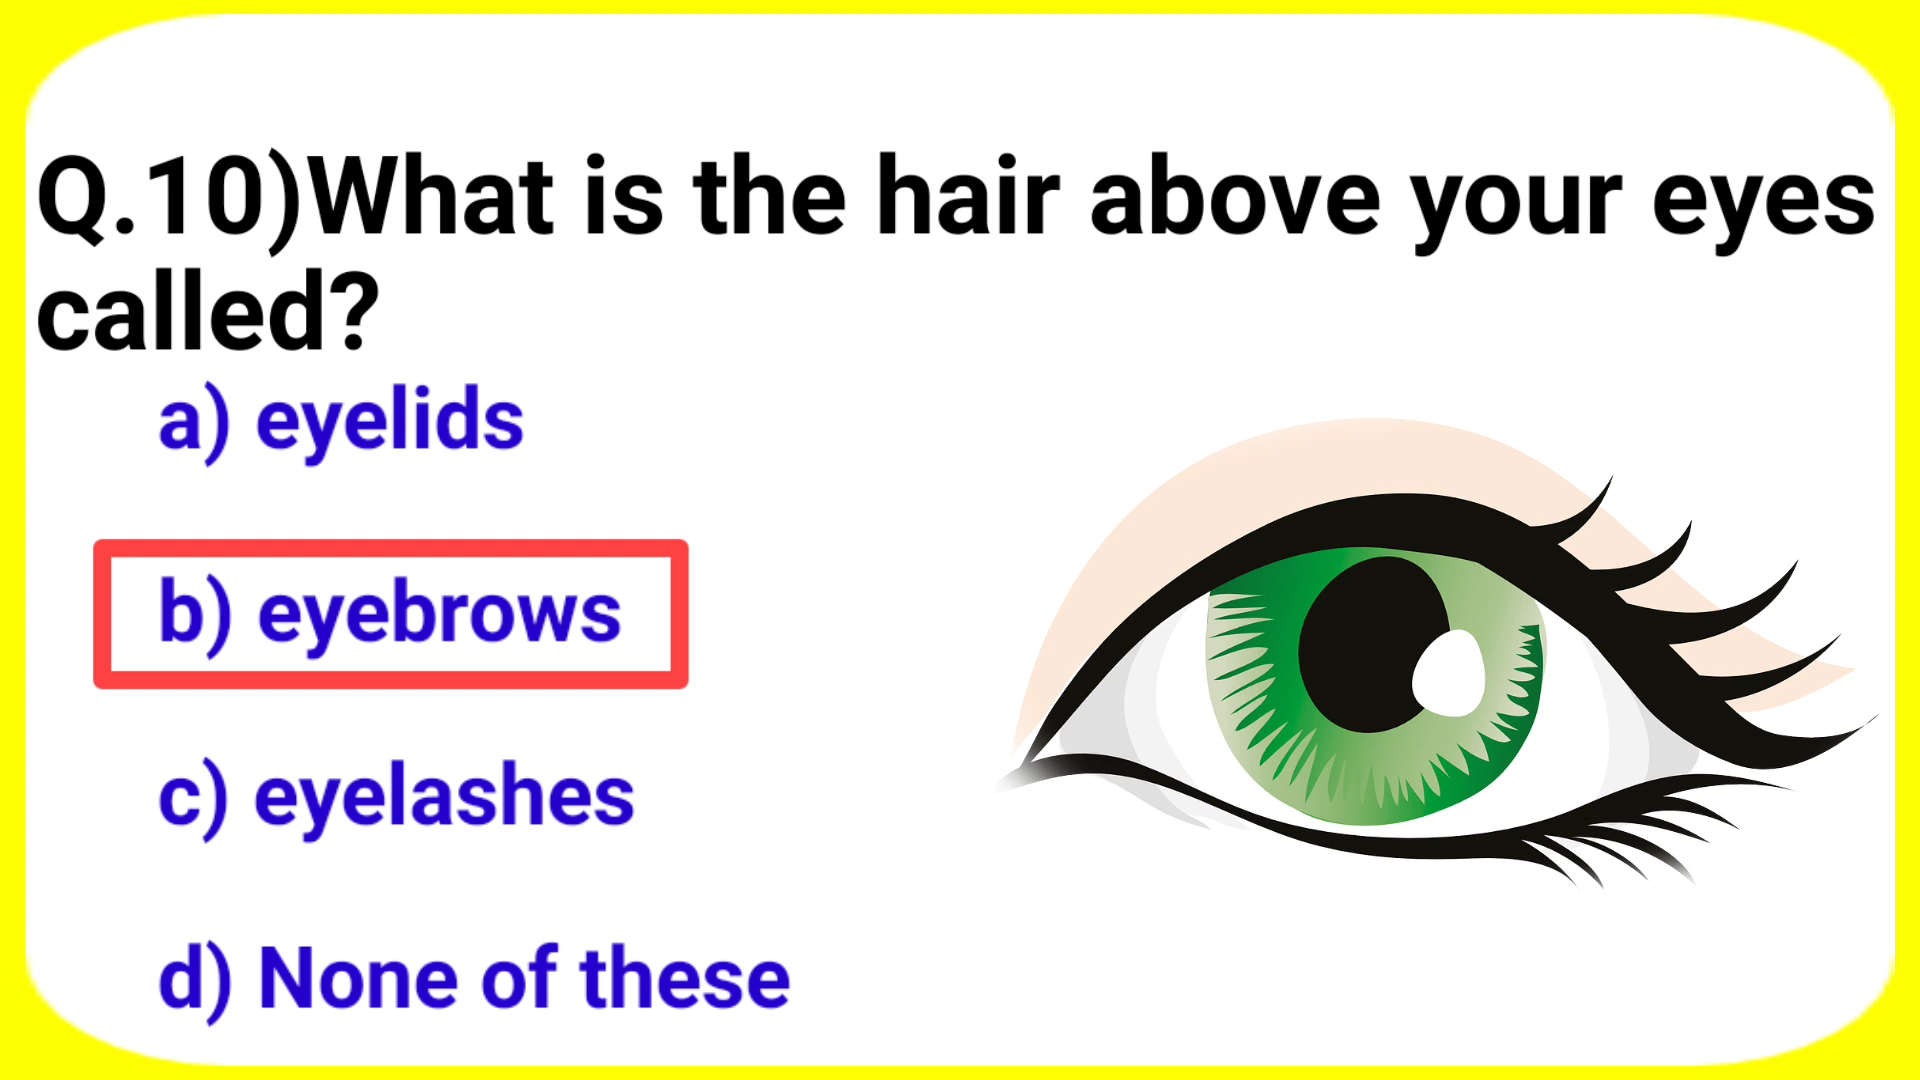 Q.10)What is the hair above your eyes
called?
a) eyelids
b) eyebrows
c) eyelashes
d) None of these